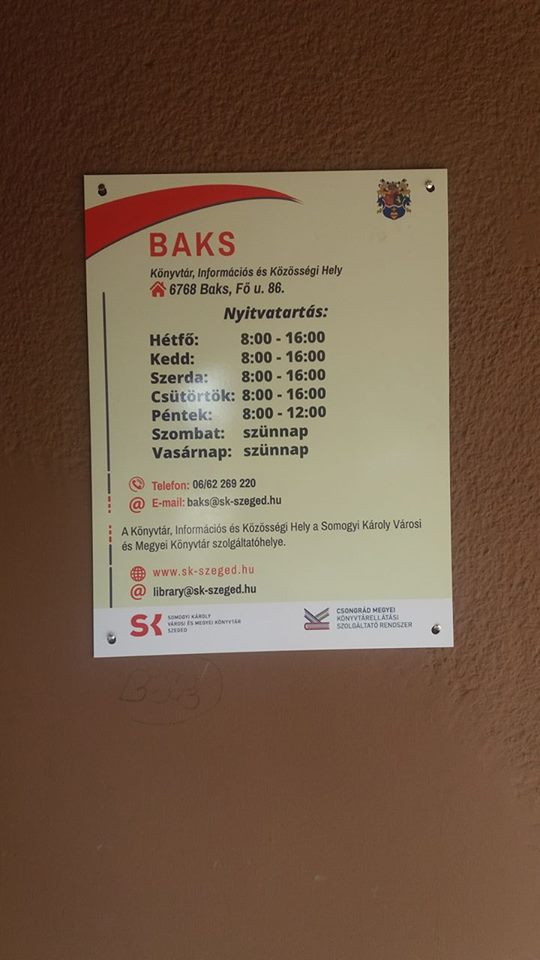 BAKS
Könyvtár, Információs és Közösségi Hely
6768 Baks, Fő u. 86.
Nyitvatartás:
Hétfő: 8:00 - 16:00
Kedd: 8:00 - 16:00
Szerda: 8:00 - 16:00
Csütörtök: 8:00 - 16:00
Péntek: 8:00 - 12:00
Szombat: szünnap
Vasárnap: szünnap
Telefon: 06/62 269 220
@ E-mail: baks@sk-szeged.hu
A Könyvtár, Információs és Közösségi Hely a Somogyi Károly Városi
és Megyei Könyvtár szolgáltatóhelye.
www.sk-szeged.hu
@ library@sk-szeged.hu
SK
SOMOGYI KÁROLY
VÁROSI ÉS MEGYEI KÖNYVTÁR
SZEGED
CSONGRÁD MEGYEI
KÖNYVTÁRELLÁTÁSI
SZOLGÁLTATÓ RENDSZER